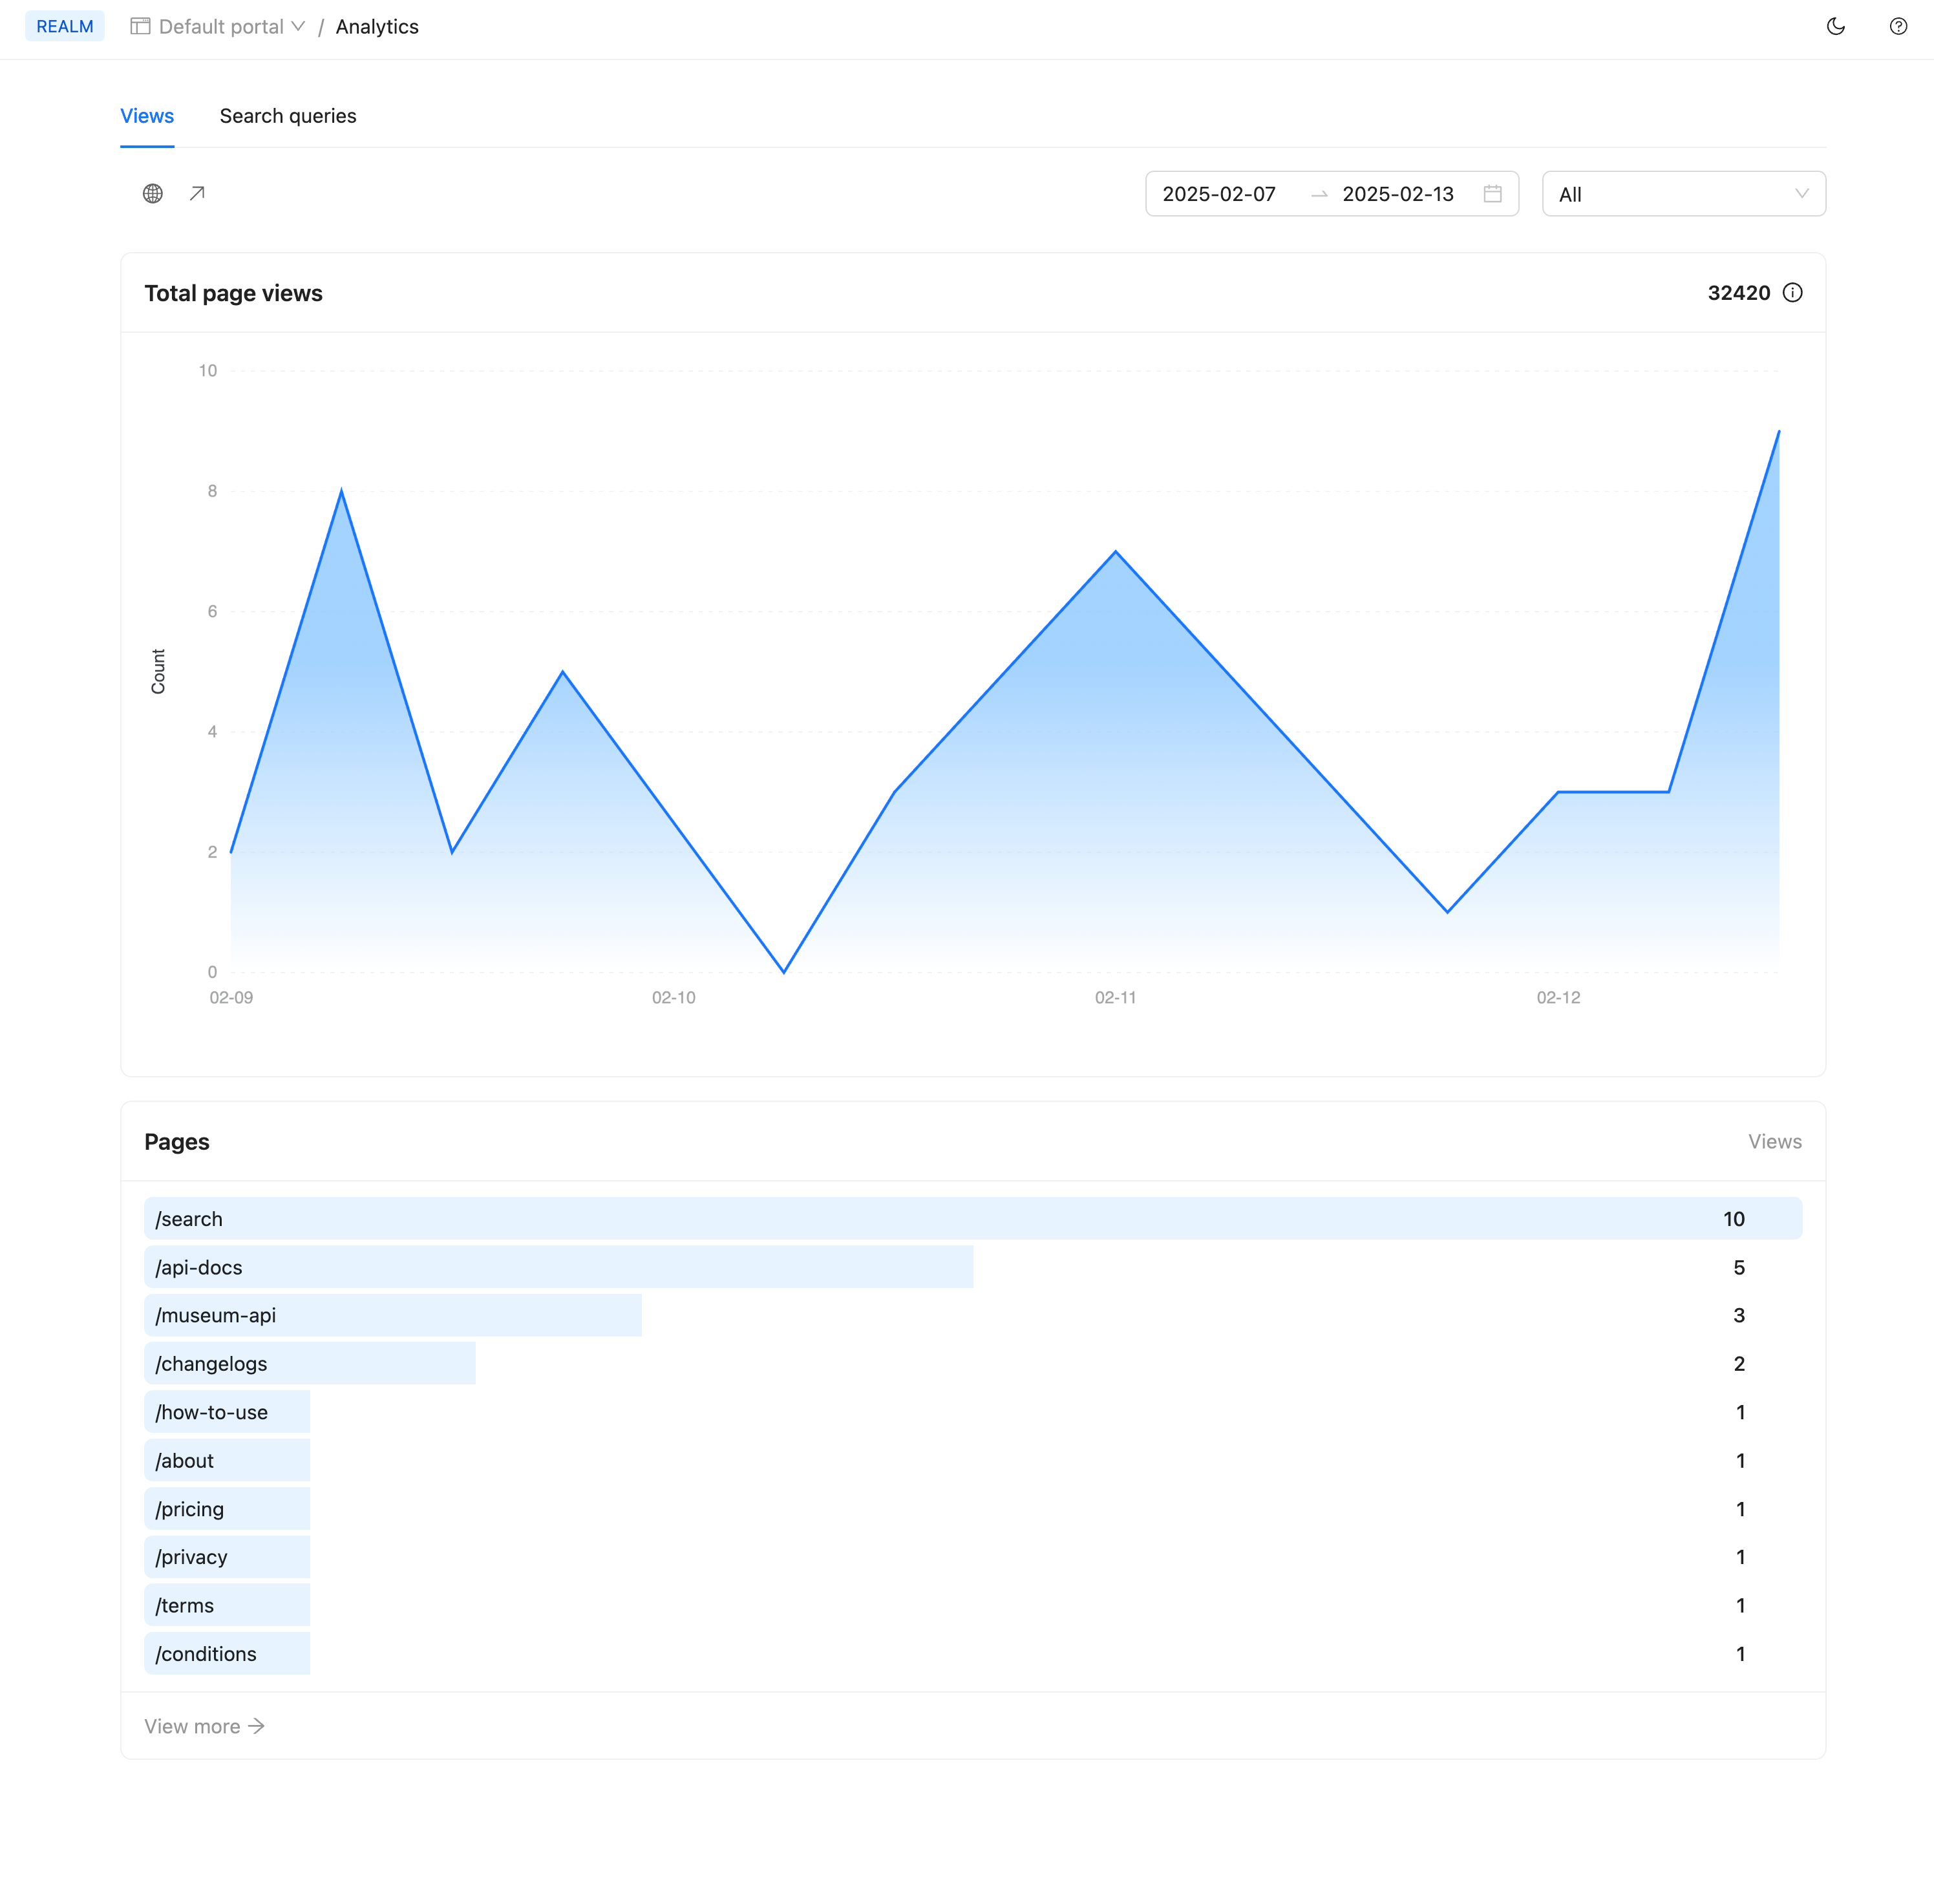 REALM Default portal / Analytics
Views Search queries
2025-02-07 2025-02-13 All
Total page views 32420
10
8
6
4
2
0
Count
02-09 02-10 02-11 02-12
Pages Views
/search 10
/api-docs 5
/museum-api 3
/changelogs 2
/how-to-use 1
/about 1
/pricing 1
/privacy 1
/terms 1
/conditions 1
View more